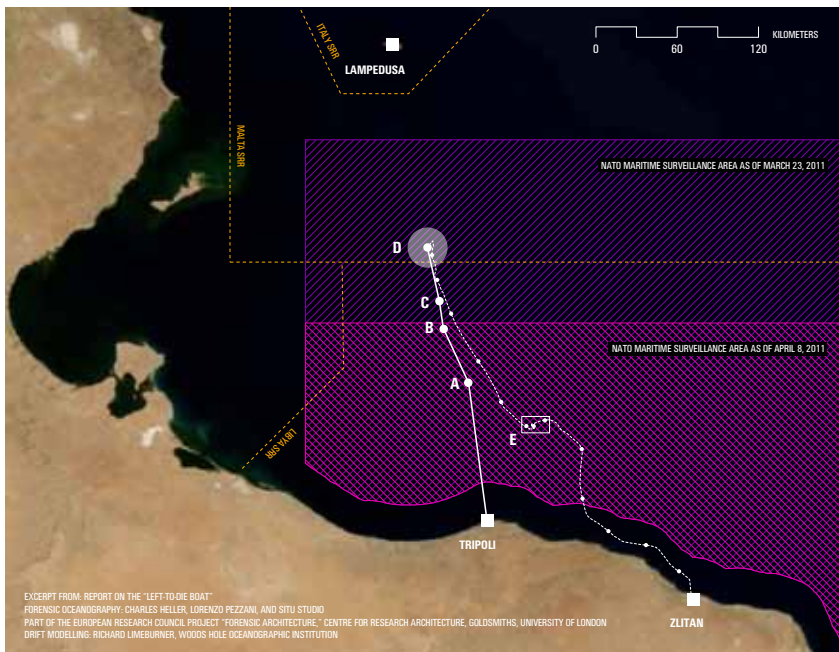 ITALY SRR
LAMPEDUSA
KILOMETERS
0 60 120
MALTA SRR
NATO MARITIME SURVEILLANCE AREA AS OF MARCH 23, 2011
D
C
B
NATO MARITIME SURVEILLANCE AREA AS OF APRIL 8, 2011
A
E
LIBYA SRR
TRIPOLI
ZLITAN
EXCERPT FROM: REPORT ON THE "LEFT-TO-DIE BOAT"
FORENSIC OCEANOGRAPHY: CHARLES HELLER, LORENZO PEZZANI, AND SITU STUDIO
PART OF THE EUROPEAN RESEARCH COUNCIL PROJECT "FORENSIC ARCHITECTURE," CENTRE FOR RESEARCH ARCHITECTURE, GOLDSMITHS, UNIVERSITY OF LONDON
DRIFT MODELLING: RICHARD LIMEBURNER, WOODS HOLE OCEANOGRAPHIC INSTITUTION